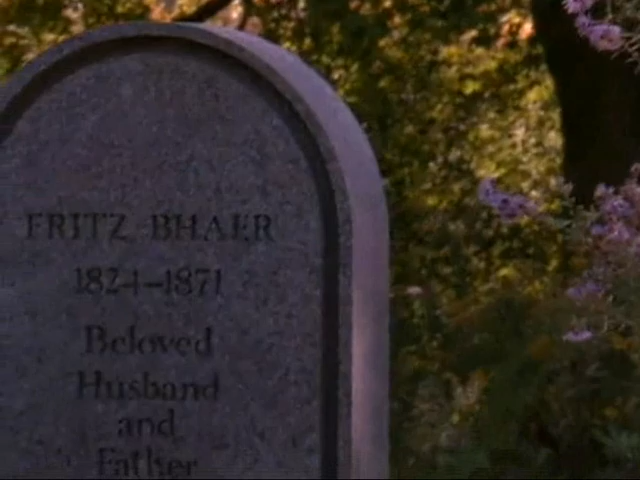 FRITZ BHAER
1824-1871
Beloved
Husband
and
Father